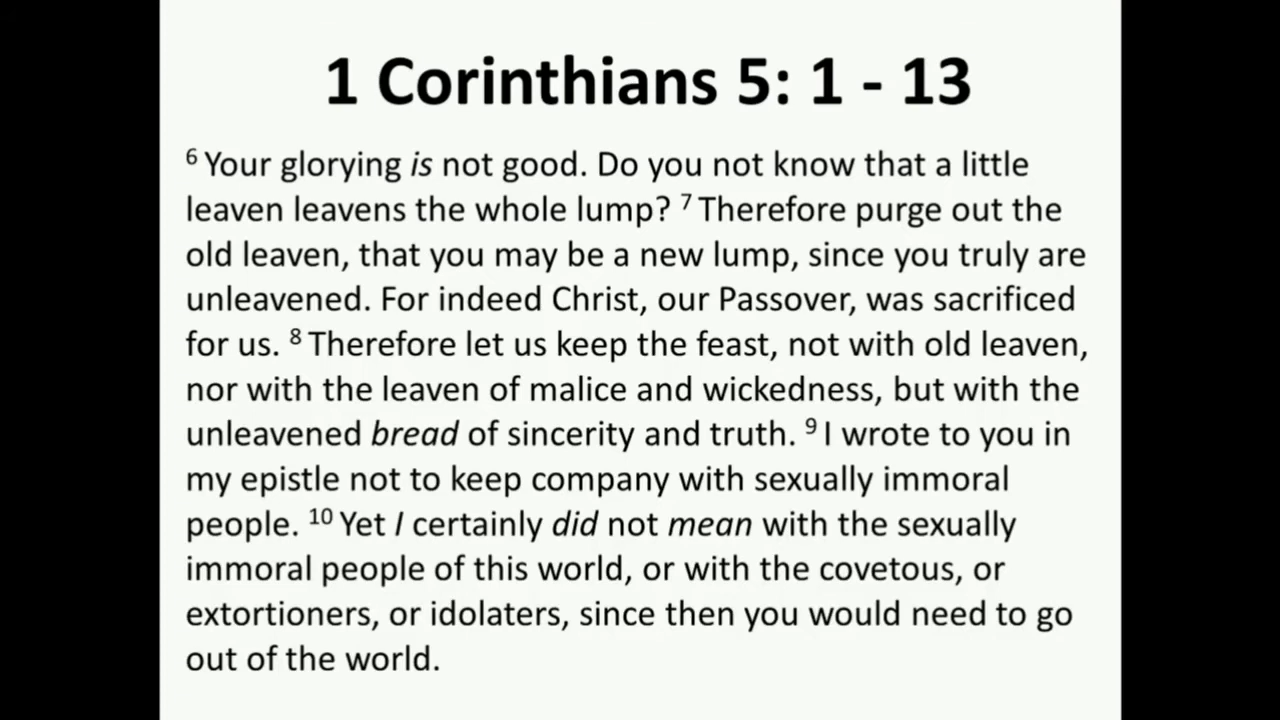 1 Corinthians 5: 1 - 13
6 Your glorying is not good. Do you not know that a little
leaven leavens the whole lump? 7 Therefore purge out the
old leaven, that you may be a new lump, since you truly are
unleavened. For indeed Christ, our Passover, was sacrificed
for us. 8 Therefore let us keep the feast, not with old leaven,
nor with the leaven of malice and wickedness, but with the
unleavened bread of sincerity and truth. 9 I wrote to you in
my epistle not to keep company with sexually immoral
people. 10 Yet I certainly did not mean with the sexually
immoral people of this world, or with the covetous, or
extortioners, or idolaters, since then you would need to go
out of the world.